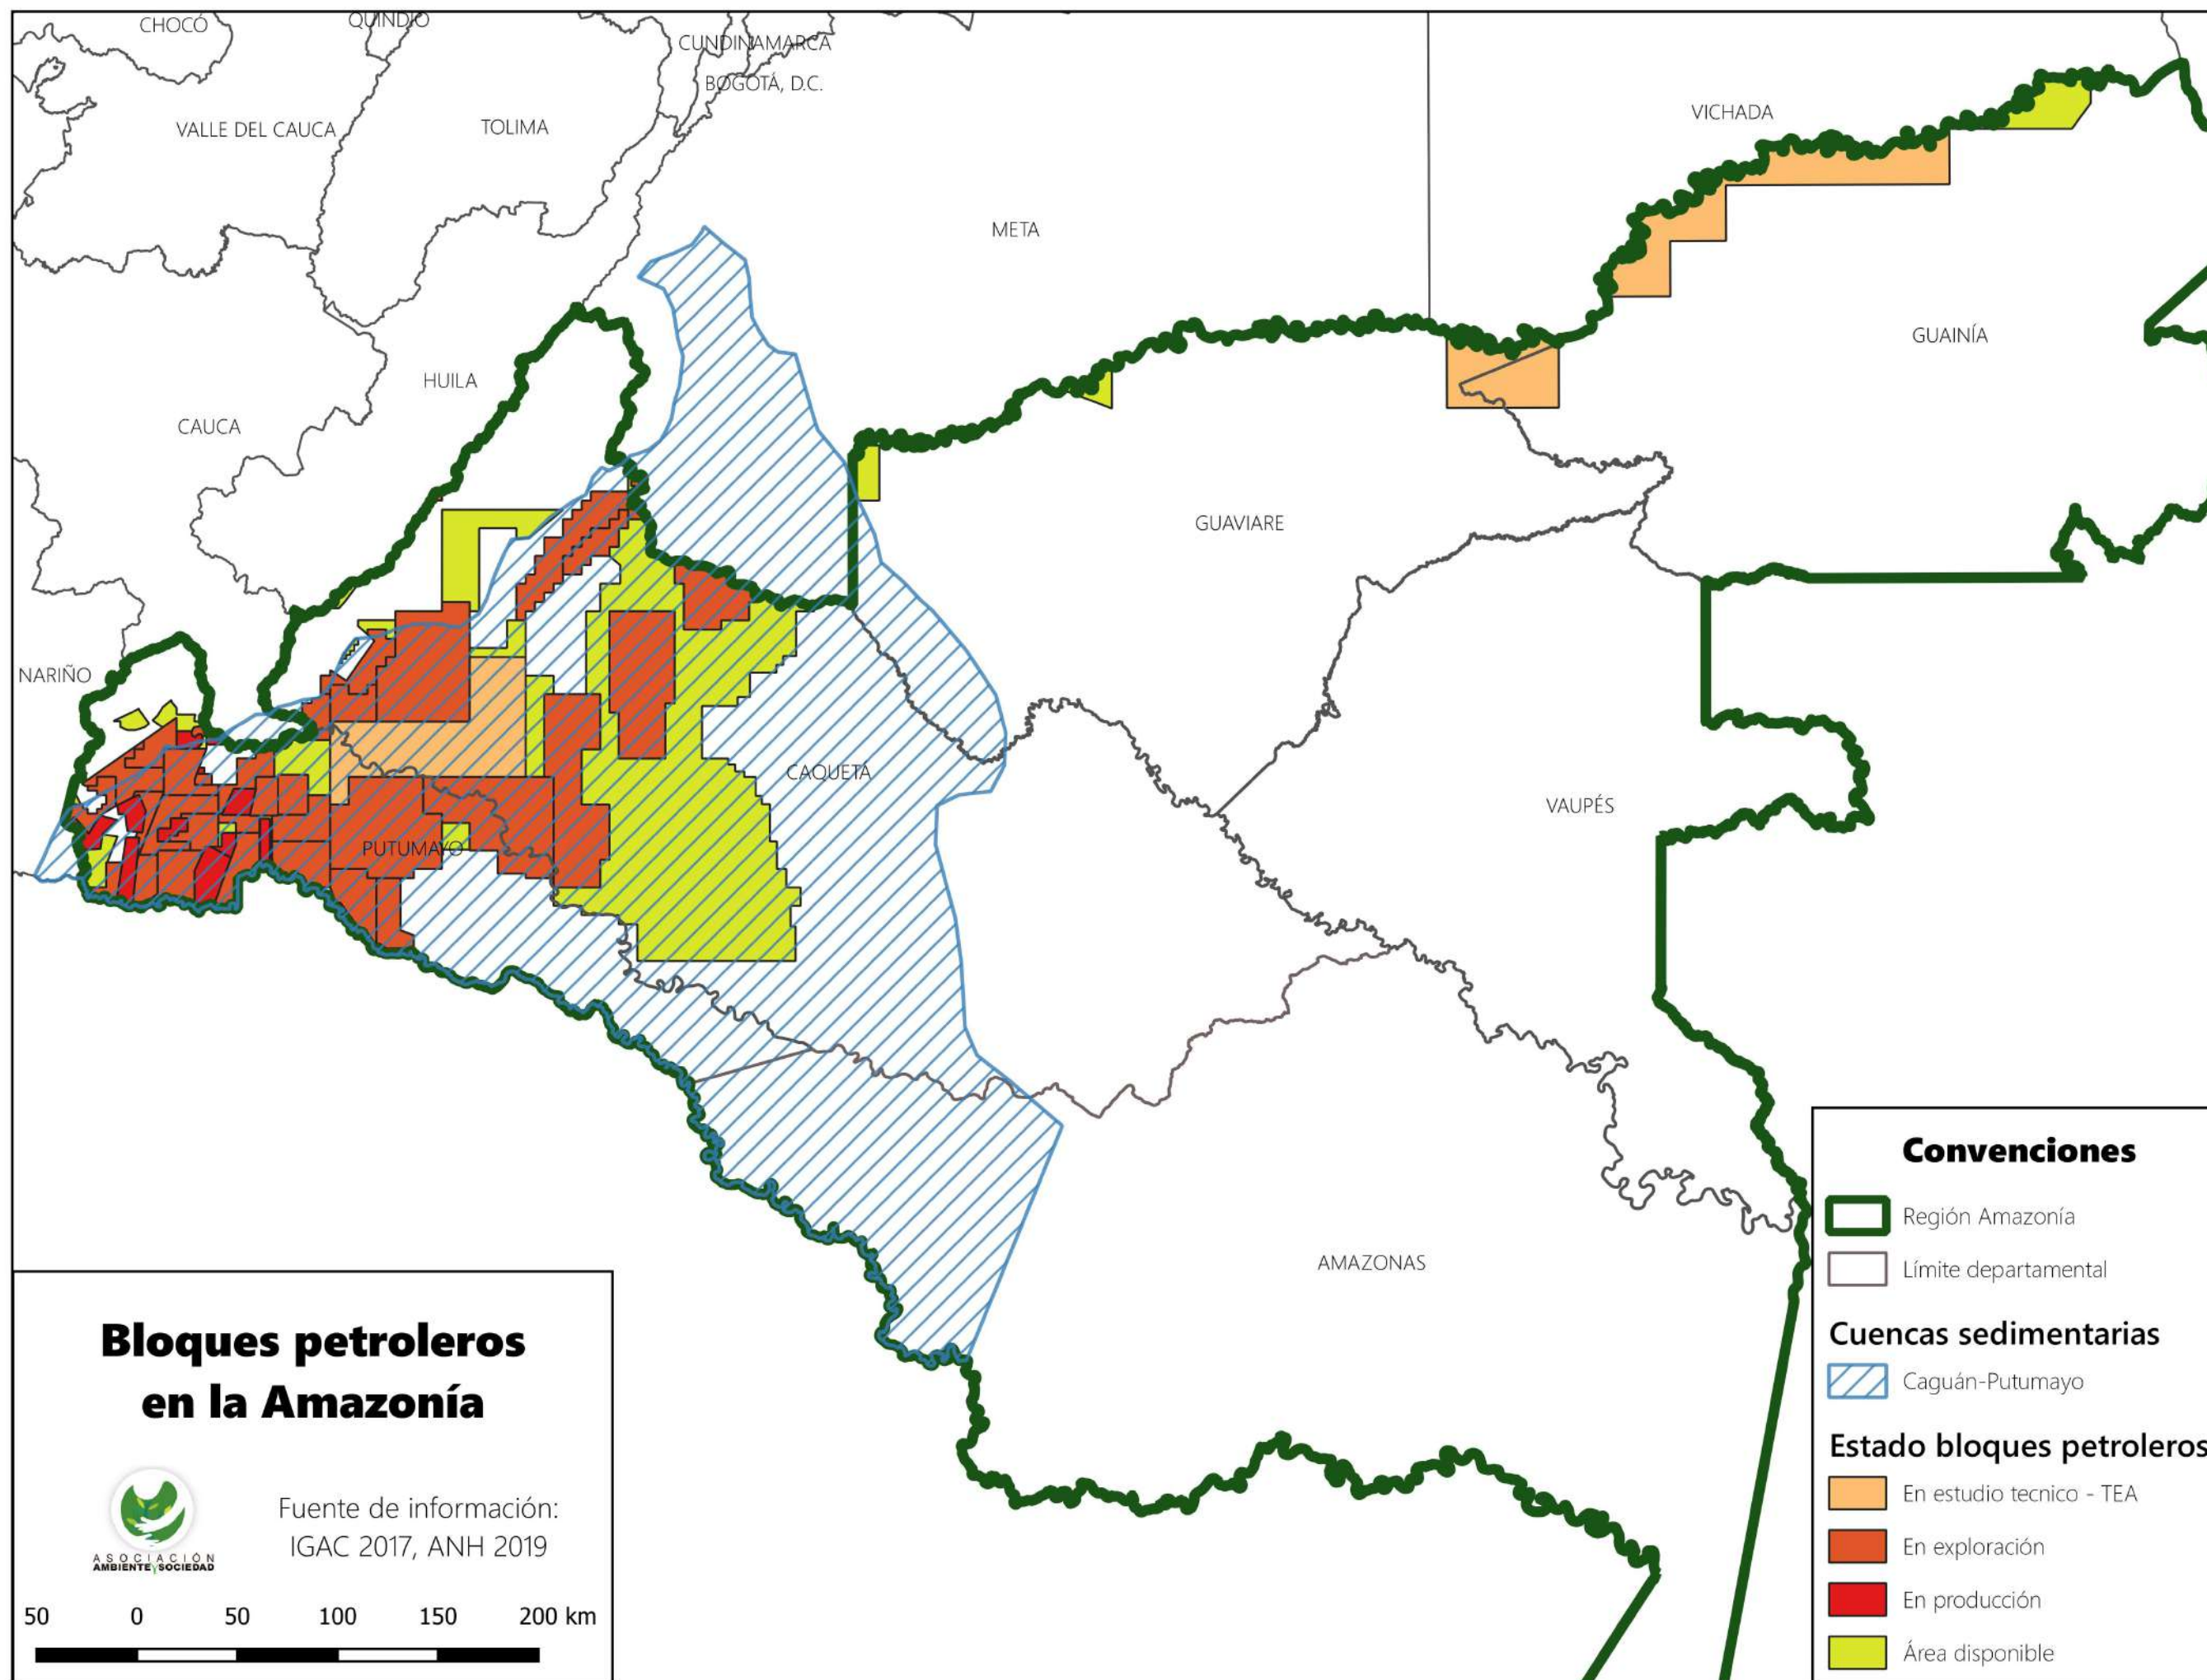 CHOCÓ
QUINDÍO
CUNDINAMARCA
BOGOTÁ, D.C.
VALLE DEL CAUCA
TOLIMA
VICHADA
META
GUAINÍA
HUILA
CAUCA
GUAVIARE
NARIÑO
CAQUETÁ
VAUPÉS
PUTUMAYO
AMAZONAS
Bloques petroleros
en la Amazonía
ASOCIACIÓN
AMBIENTE Y SOCIEDAD
Fuente de información:
IGAC 2017, ANH 2019
50 0 50 100 150 200 km
Convenciones
Región Amazonía
Límite departamental
Cuencas sedimentarias
Caguán-Putumayo
Estado bloques petroleros
En estudio tecnico - TEA
En exploración
En producción
Área disponible